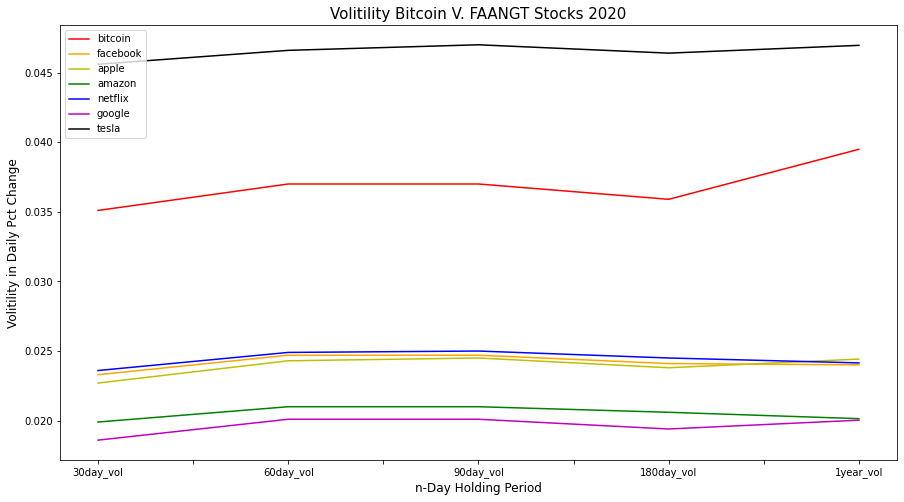 Volitility Bitcoin V. FAANGT Stocks 2020
bitcoin
facebook
apple
amazon
netflix
google
tesla
0.045
0.040
0.035
0.030
0.025
0.020
Volitility in Daily Pct Change
30day_vol 60day_vol 90day_vol 180day_vol 1year_vol
n-Day Holding Period